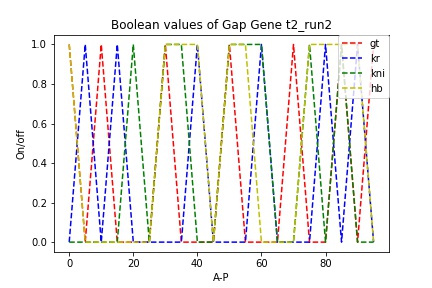 Boolean values of Gap Gene t2_run2
gt
kr
kni
hb
1.0
0.8
0.6
0.4
0.2
0.0
On/off
0 20 40 60 80
A-P